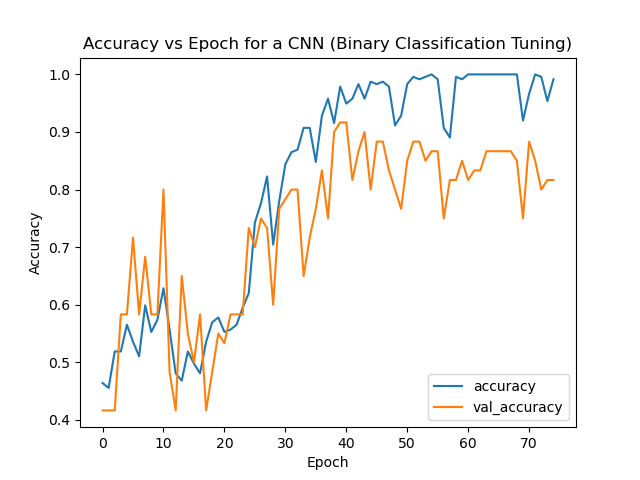 Accuracy vs Epoch for a CNN (Binary Classification Tuning)
1.0
0.9
0.8
0.7
0.6
0.5
0.4
Accuracy
accuracy
val_accuracy
0 10 20 30 40 50 60 70
Epoch